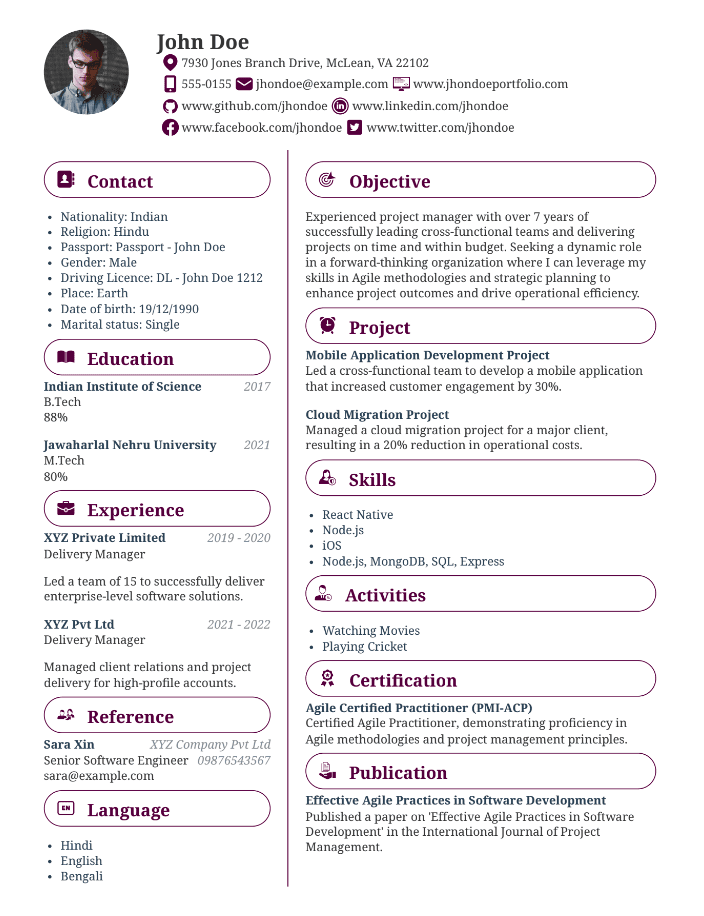 John Doe
7930 Jones Branch Drive, McLean, VA 22102
555-0155 jhondoe@example.com www.jhondoeportfolio.com
www.github.com/jhondoe www.linkedin.com/jhondoe
www.facebook.com/jhondoe www.twitter.com/jhondoe
Contact
• Nationality: Indian
• Religion: Hindu
• Passport: Passport - John Doe
• Gender: Male
• Driving Licence: DL - John Doe 1212
• Place: Earth
• Date of birth: 19/12/1990
• Marital status: Single
Education
Indian Institute of Science 2017
B.Tech
88%
Jawaharlal Nehru University 2021
M.Tech
80%
Experience
XYZ Private Limited 2019 - 2020
Delivery Manager
Led a team of 15 to successfully deliver
enterprise-level software solutions.
XYZ Pvt Ltd 2021 - 2022
Delivery Manager
Managed client relations and project
delivery for high-profile accounts.
Reference
Sara Xin XYZ Company Pvt Ltd
Senior Software Engineer 09876543567
sara@example.com
EN Language
• Hindi
• English
• Bengali
Objective
Experienced project manager with over 7 years of
successfully leading cross-functional teams and delivering
projects on time and within budget. Seeking a dynamic role
in a forward-thinking organization where I can leverage my
skills in Agile methodologies and strategic planning to
enhance project outcomes and drive operational efficiency.
Project
Mobile Application Development Project
Led a cross-functional team to develop a mobile application
that increased customer engagement by 30%.
Cloud Migration Project
Managed a cloud migration project for a major client,
resulting in a 20% reduction in operational costs.
Skills
• React Native
• Node.js
• iOS
• Node.js, MongoDB, SQL, Express
Activities
• Watching Movies
• Playing Cricket
Certification
Agile Certified Practitioner (PMI-ACP)
Certified Agile Practitioner, demonstrating proficiency in
Agile methodologies and project management principles.
Publication
Effective Agile Practices in Software Development
Published a paper on 'Effective Agile Practices in Software
Development' in the International Journal of Project
Management.